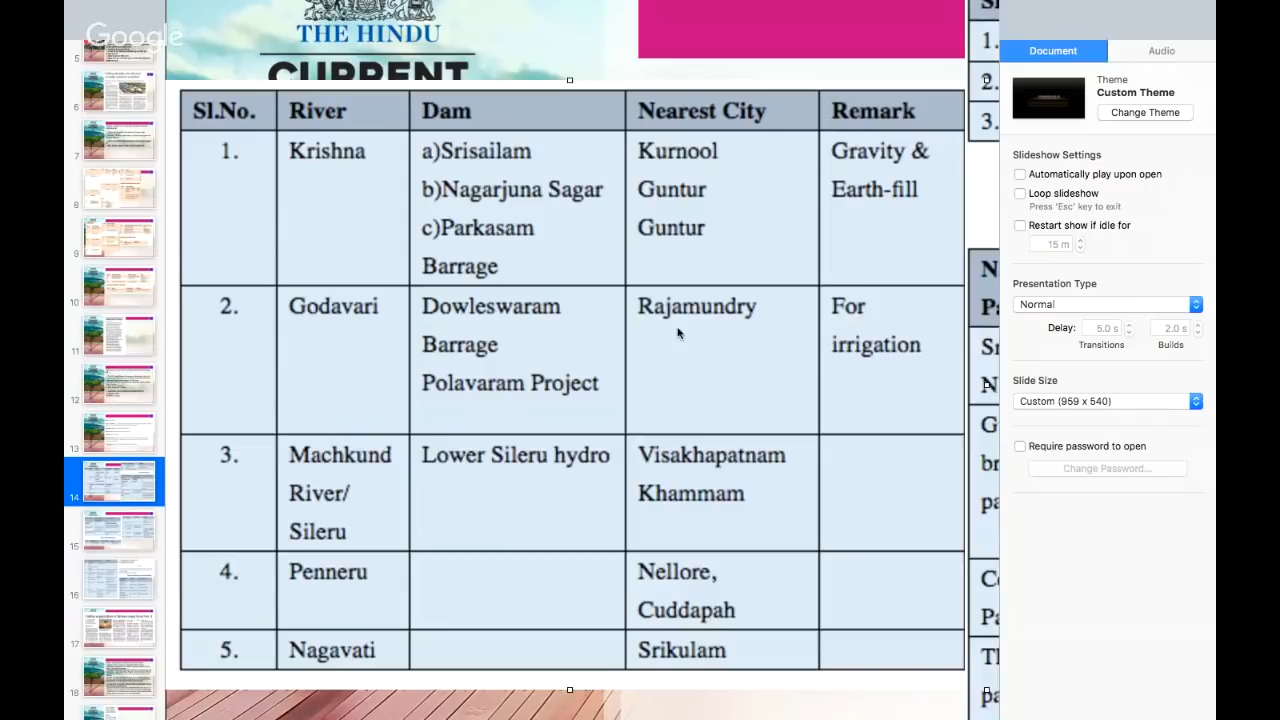 Google
THE HINDU
CURRENT
Sl.No. River Dam Nearest City Remark
1. Krishna a)Srisailam Kurnool Gravity &
b)Nagarjuna Sagar Guntur Earth-fill
c)Parkasam Guntur
Barrage
2. Godavari Dowleswaram Rajamundry For
Barrage irrigation
Polavaram Project
3. Machkund Lower Sileru hydro Visakhapatnam
River/ Khammam
Sileru
4. Pennem Nellore,
Cuddapah
5. Nagavati Srikulam
5
6
7
8
9
10
11
12
13
14
15
16
17
18
1.
2.
3.
Document Audio
Theme
Custom Theme
Change Theme
Slideshow Settings
Automatically play upon open
Loop slideshow
Press 'Esc' key to exit
Restart show if idle for
15 m
Presentation Type
Normal
Delay: 5.0 s 2.0 s
Transitions Builds
Slide Size
Custom (959 x 540)
Require password to open
Change Password...